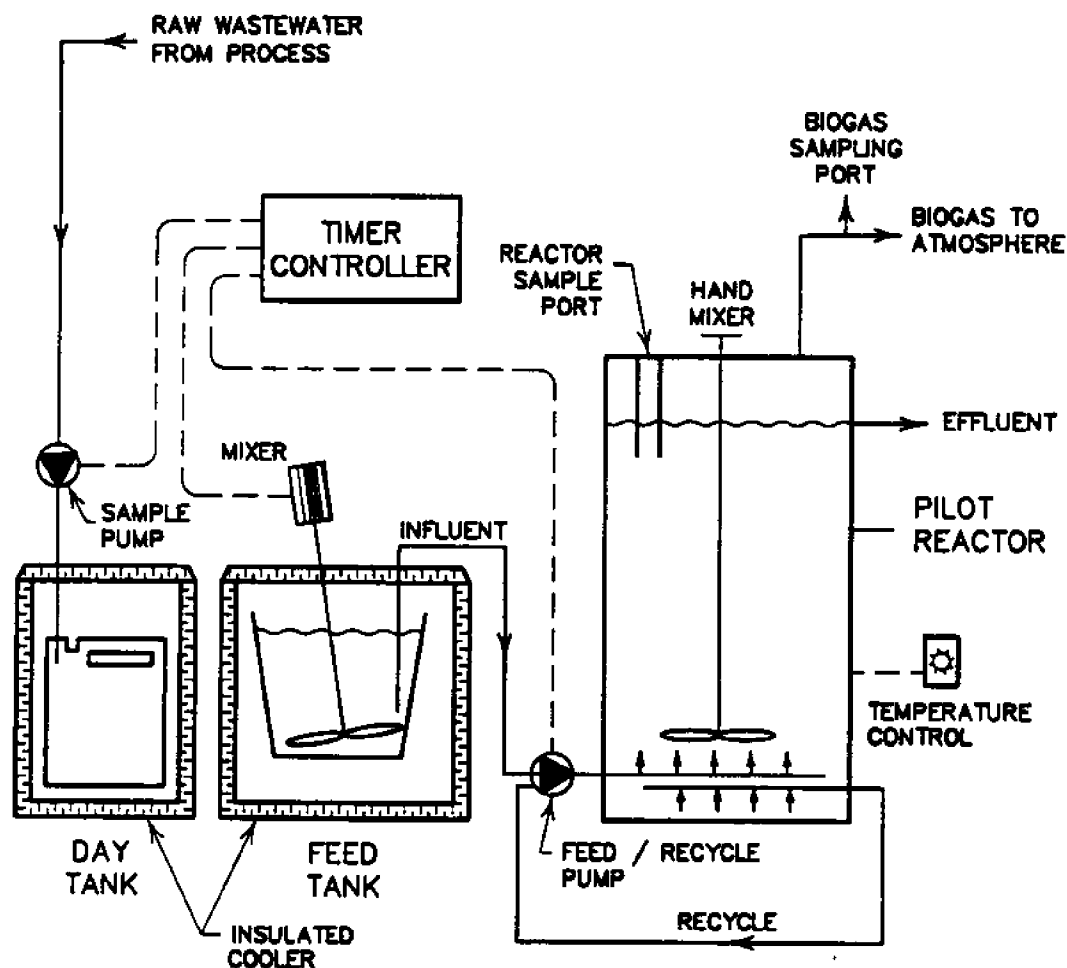 RAW WASTEWATER
FROM PROCESS
BIOGAS
SAMPLING
PORT
BIOGAS TO
ATMOSPHERE
TIMER
CONTROLLER
REACTOR
SAMPLE
PORT
HAND
MIXER
EFFLUENT
MIXER
SAMPLE
PUMP
INFLUENT
PILOT
REACTOR
TEMPERATURE
CONTROL
DAY
TANK
FEED
TANK
FEED / RECYCLE
PUMP
RECYCLE
INSULATED
COOLER